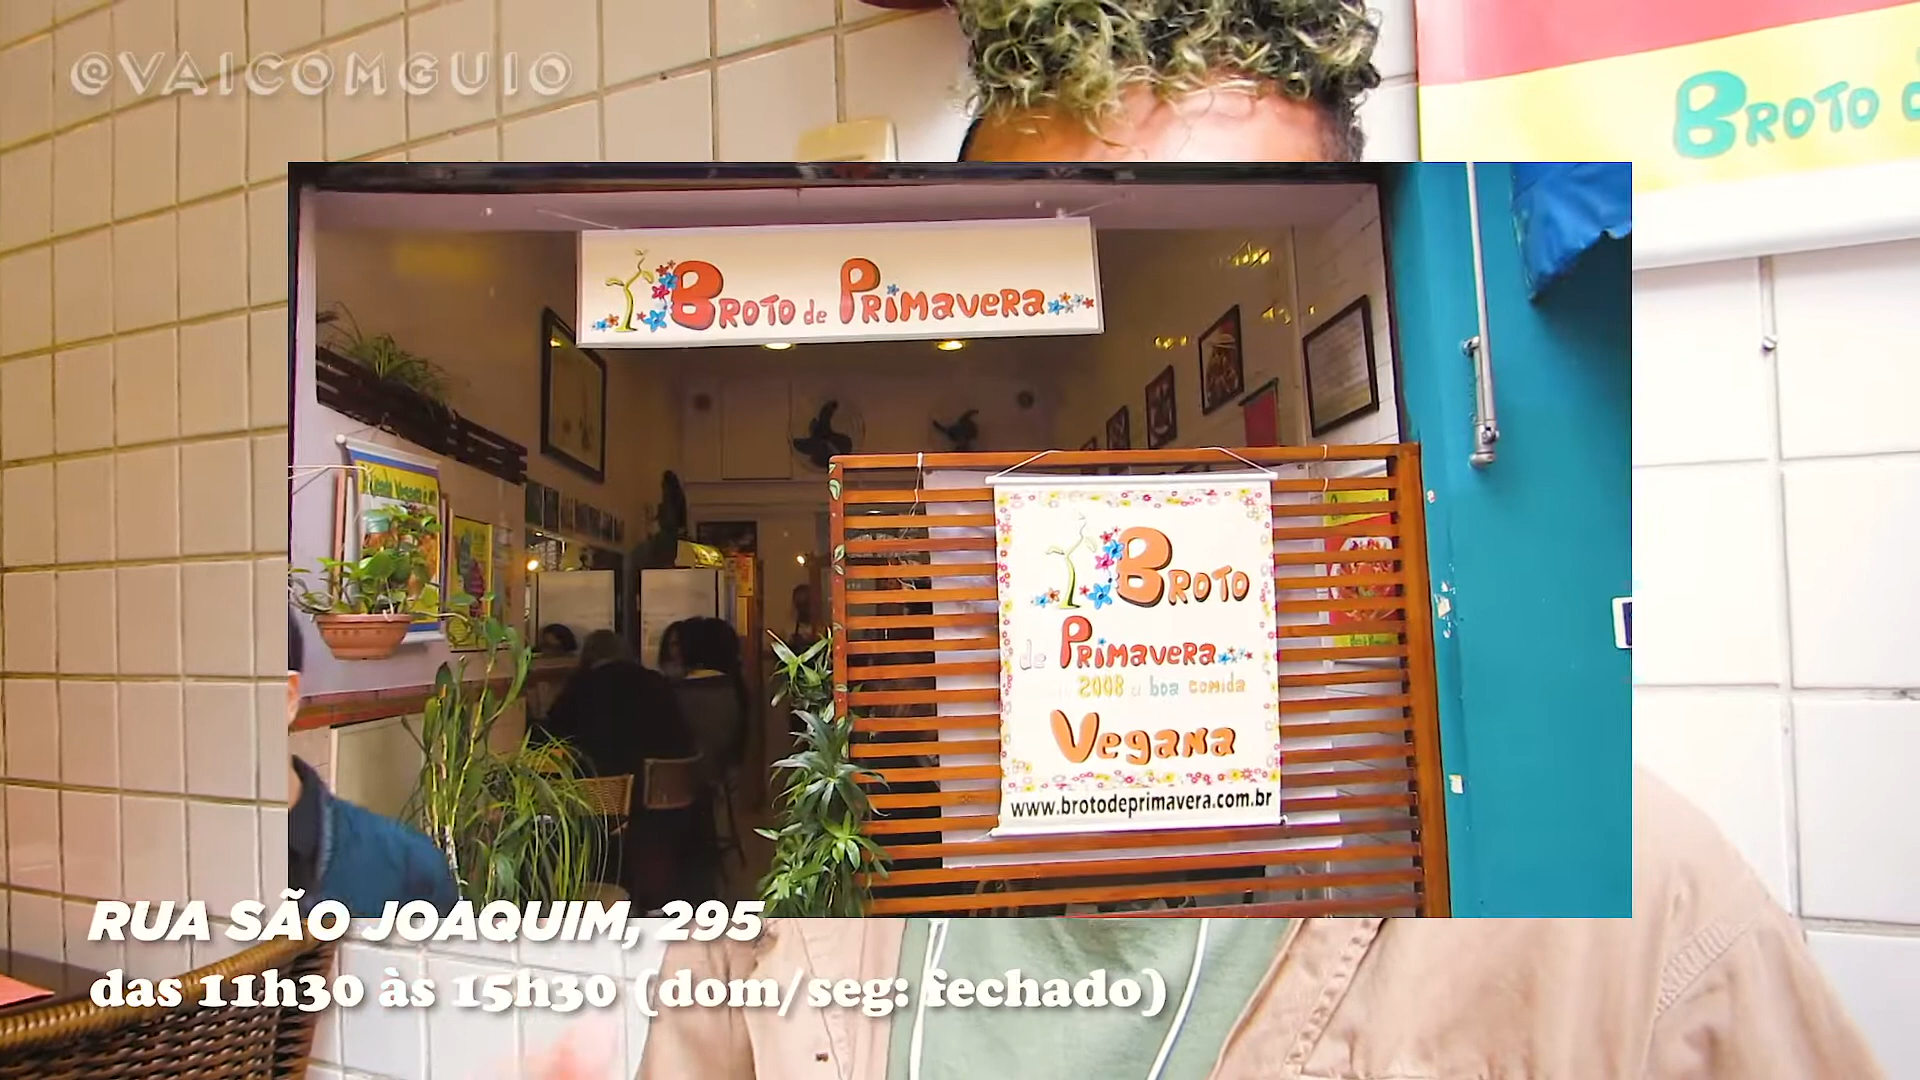 @VAICOMGUIO
BROTO
BROTO de PRIMAVERA
BROTO
de PRIMAVERA
2008 boa comida
Vegana
www.brotodeprimavera.com.br
RUA SÃO JOAQUIM, 295
das 11h30 às 15h30 (dom/seg: fechado)